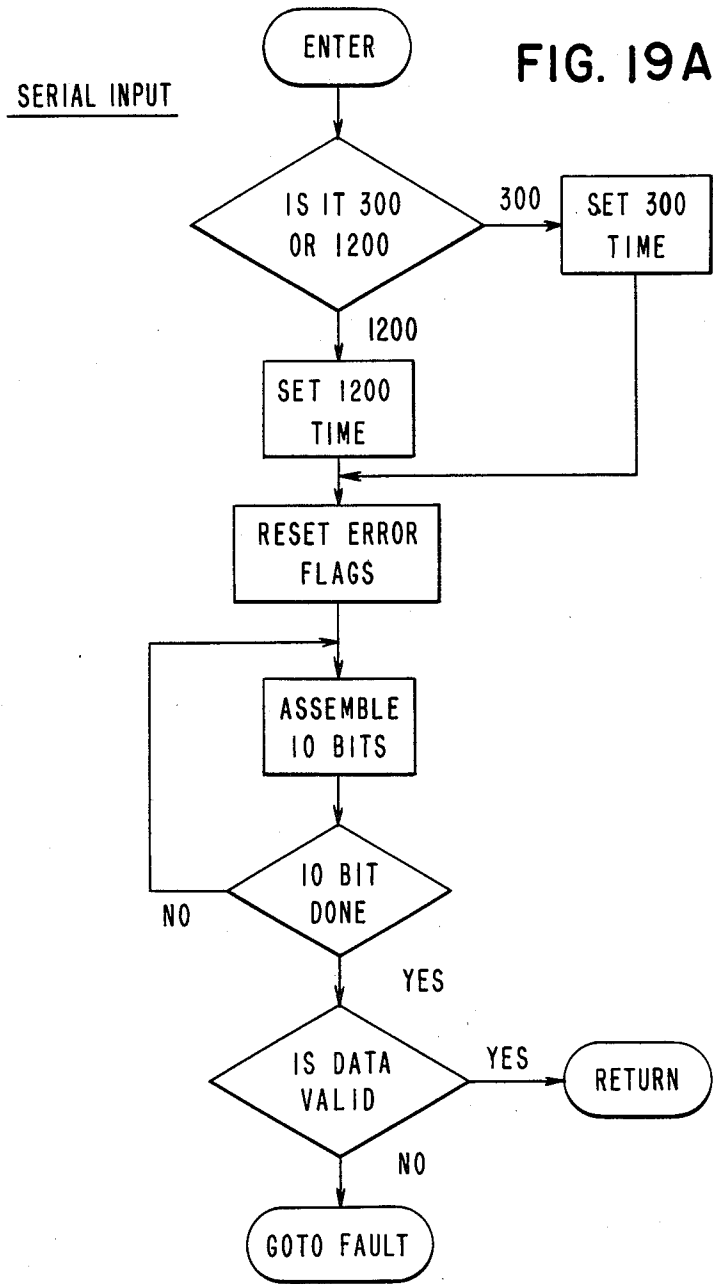 ENTER
FIG. 19A
SERIAL INPUT
IS IT 300
OR 1200
300
SET 300
TIME
1200
SET 1200
TIME
RESET ERROR
FLAGS
ASSEMBLE
10 BITS
10 BIT
DONE
NO
YES
IS DATA
VALID
YES
RETURN
NO
GOTO FAULT